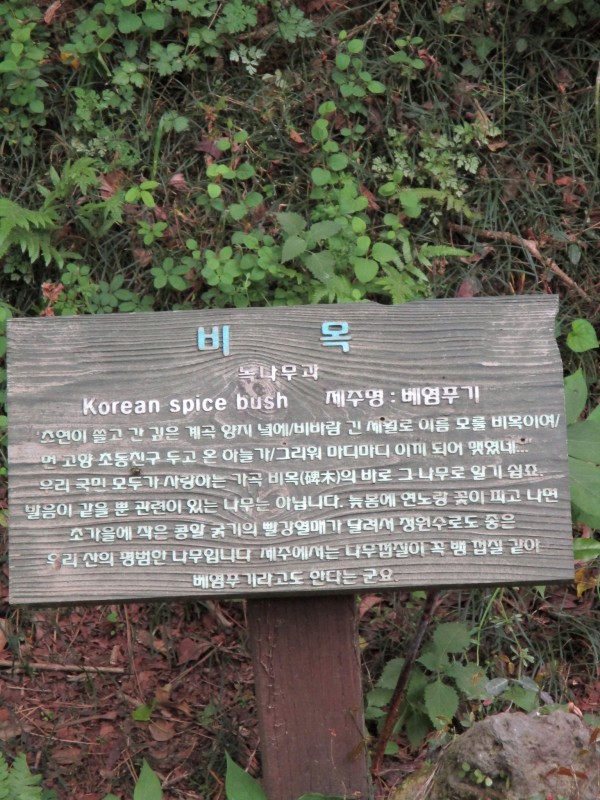 비 목
녹나무과
Korean spice bush 제주명 : 베염푸기
"초연이 쓸고 간 깊은 계곡 양지 녘에/비바람 긴 세월로 이름 모를 비목이여/
먼 고향 초동친구 두고 온 하늘가/그리워 마디마디 이끼 되어 맺혔네..."
우리 국민 모두가 사랑하는 가곡 비목(碑木)의 바로 그 나무로 알기 쉽죠.
발음이 같을 뿐 관련이 있는 나무는 아닙니다. 늦봄에 연노랑 꽃이 피고 나면
초가을에 작은 콩알 굵기의 빨강열매가 달려서 정원수로도 좋은
우리 산의 평범한 나무입니다. 제주에서는 나무껍질이 꼭 뱀 껍질 같아
베염푸기라고도 한다는 군요.